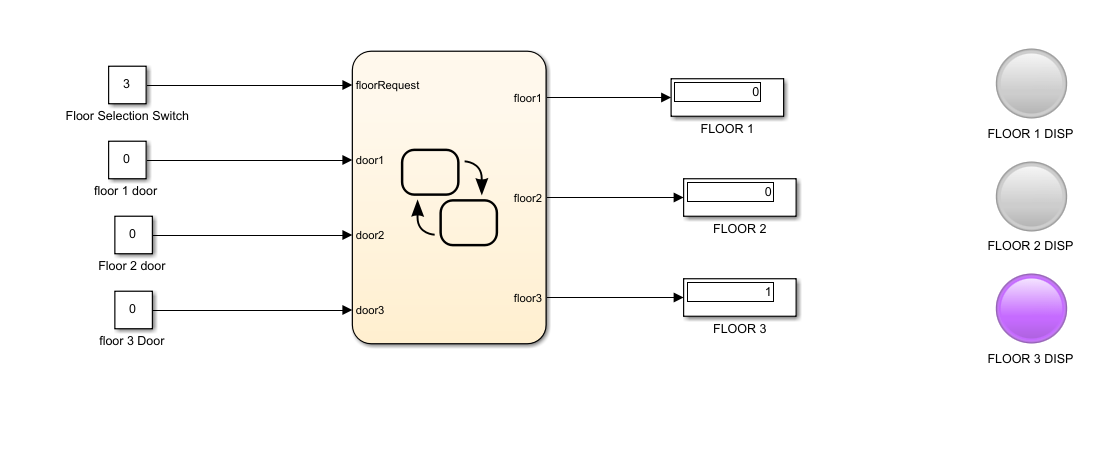 3
floorRequest
Floor Selection Switch
floor1
0
FLOOR 1
FLOOR 1 DISP
0
door1
floor 1 door
floor2
0
FLOOR 2
FLOOR 2 DISP
0
door2
Floor 2 door
floor3
1
FLOOR 3
FLOOR 3 DISP
0
door3
floor 3 Door